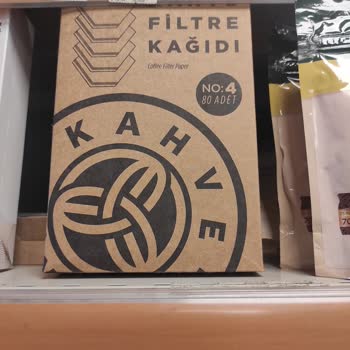 FİLTRE
KAĞIDI
Coffee Filter Paper
NO:4
80 ADET
KAHVE